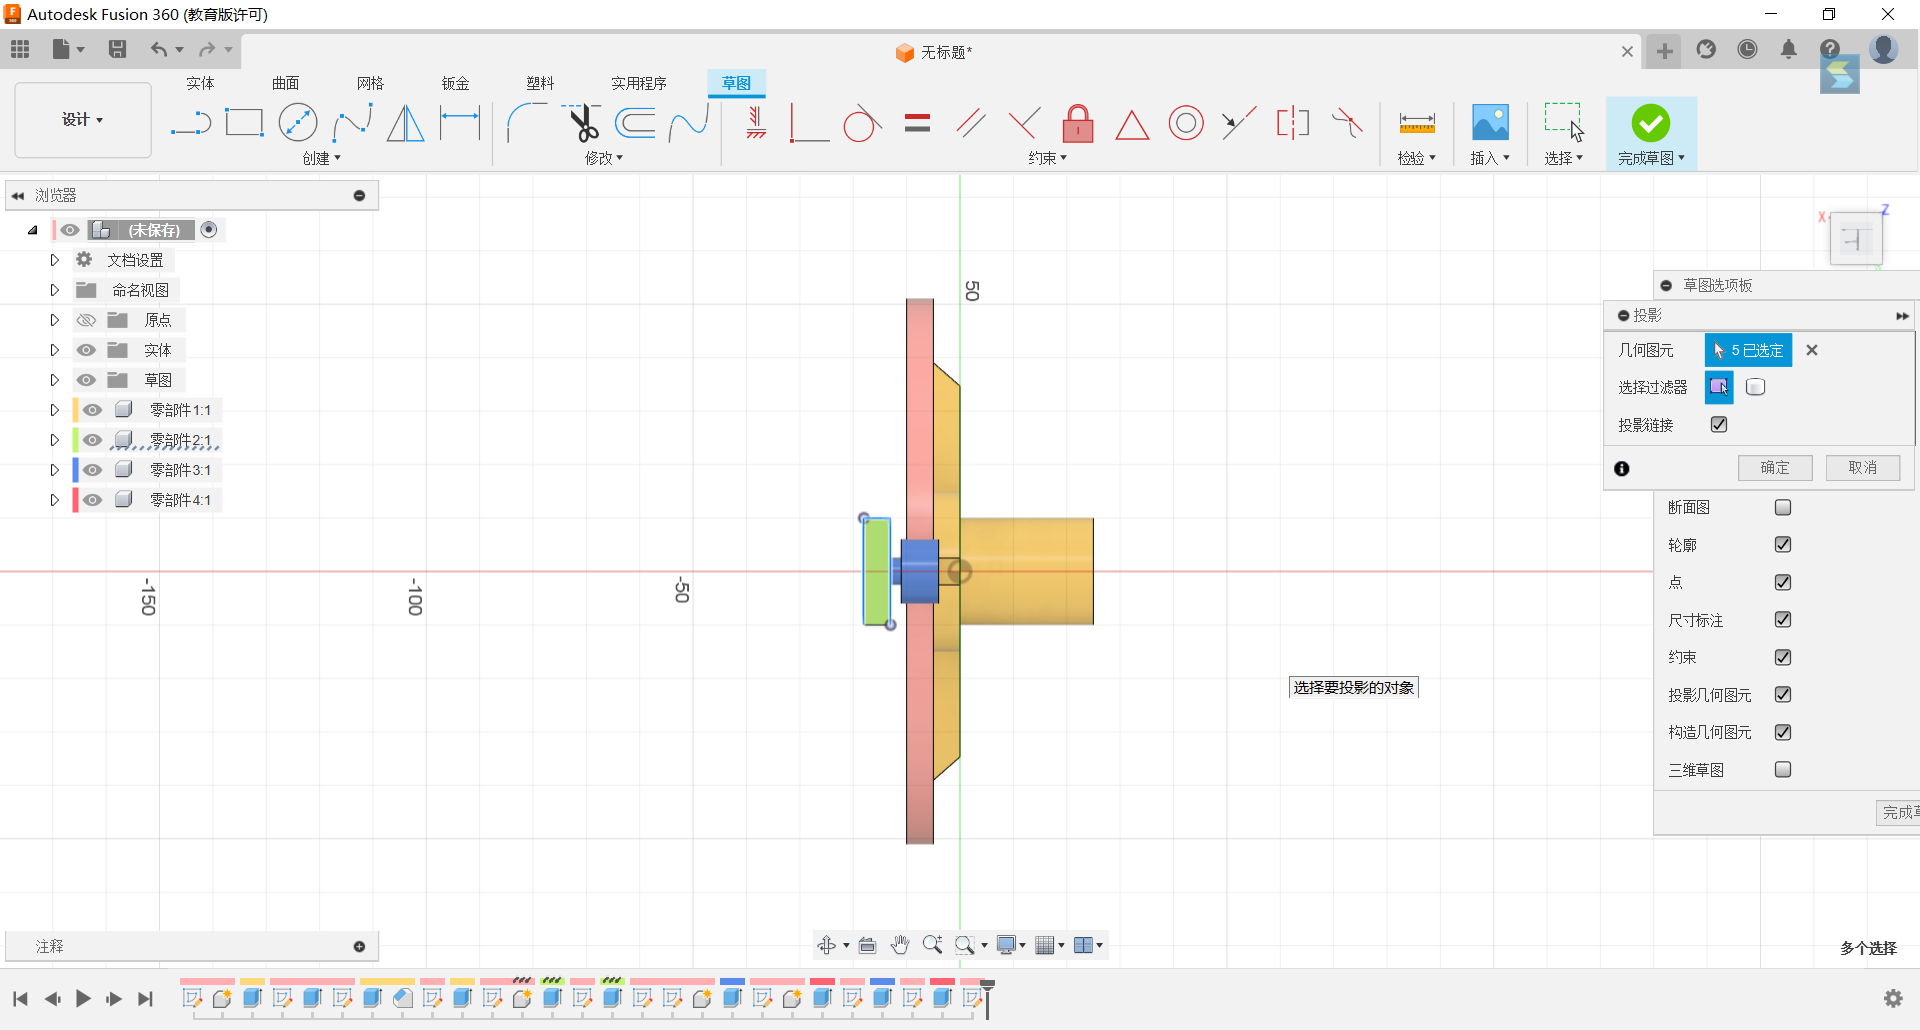 Autodesk Fusion 360 (教育版许可)
无标题*
实体 曲面 网格 钣金 塑料 实用程序 草图
设计
创建 修改 约束 检验 插入 选择 完成草图
浏览器
(未保存)
文档设置
命名视图
原点
实体
草图
零部件1:1
零部件2:1
零部件3:1
零部件4:1
50
-150
-100
-50
X
Z
草图选项板
投影
几何图元 5 已选定
选择过滤器
投影链接
确定 取消
断面图
轮廓
点
尺寸标注
约束
投影几何图元
构造几何图元
三维草图
完成草
选择要投影的对象
注释
多个选择